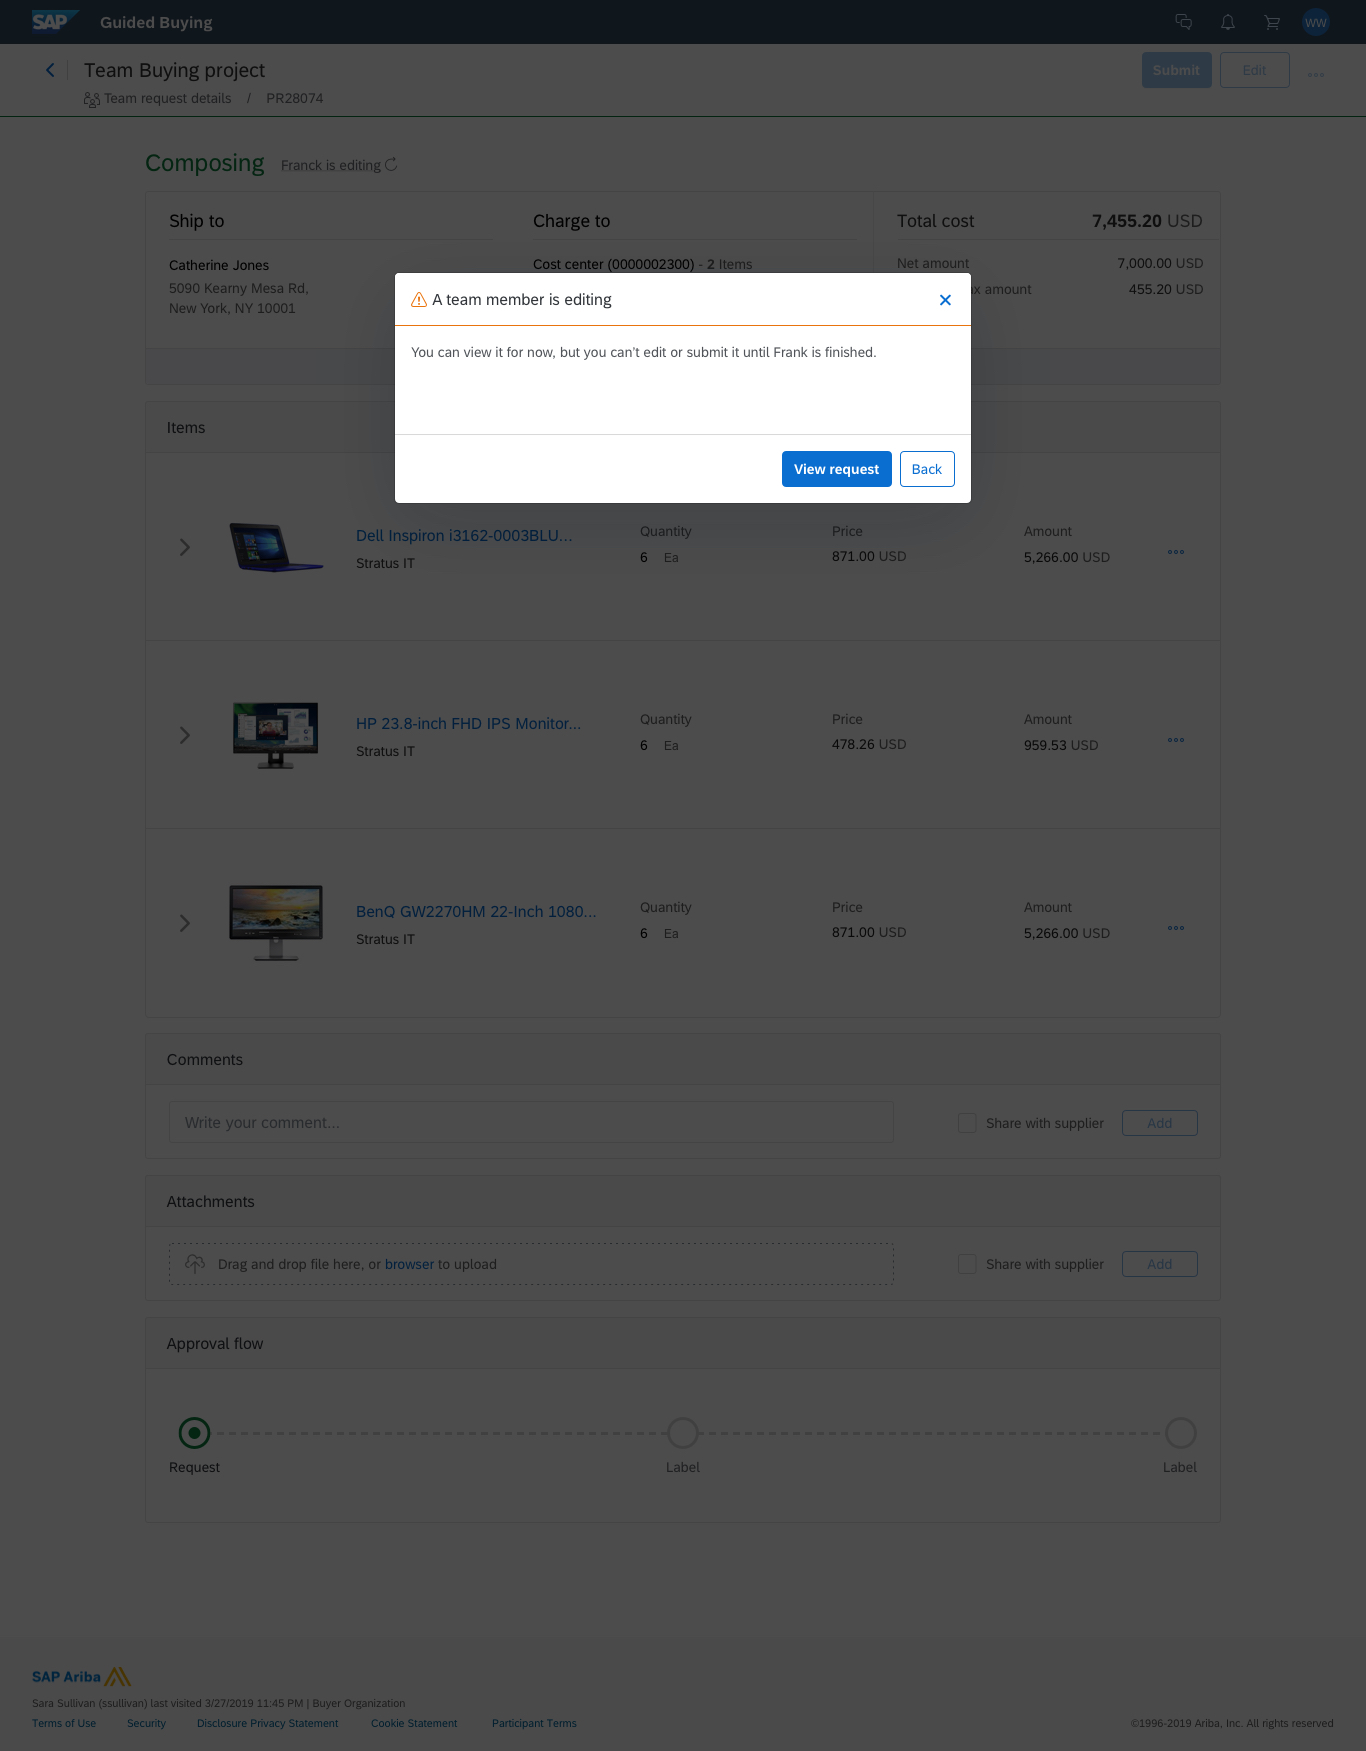 SAP Guided Buying WW
Team Buying project Submit Edit
Team request details / PR28074
Composing Franck is editing
Ship to Charge to Total cost 7,455.20 USD
Catherine Jones Cost center (0000002300) - 2 Items Net amount 7,000.00 USD
5090 Kearny Mesa Rd, amount 455.20 USD
New York, NY 10001
A team member is editing
You can view it for now, but you can't edit or submit it until Frank is finished.
View request Back
Items
Dell Inspiron i3162-0003BLU... Quantity Price Amount
Stratus IT 6 Ea 871.00 USD 5,266.00 USD
HP 23.8-inch FHD IPS Monitor... Quantity Price Amount
Stratus IT 6 Ea 478.26 USD 959.53 USD
BenQ GW2270HM 22-Inch 1080... Quantity Price Amount
Stratus IT 6 Ea 871.00 USD 5,266.00 USD
Comments
Write your comment... Share with supplier Add
Attachments
Drag and drop file here, or browser to upload Share with supplier Add
Approval flow
Request Label Label
SAP Ariba
Sara Sullivan (ssullivan) last visited 3/27/2019 11:45 PM | Buyer Organization
Terms of Use Security Disclosure Privacy Statement Cookie Statement Participant Terms ©1996-2019 Ariba, Inc. All rights reserved